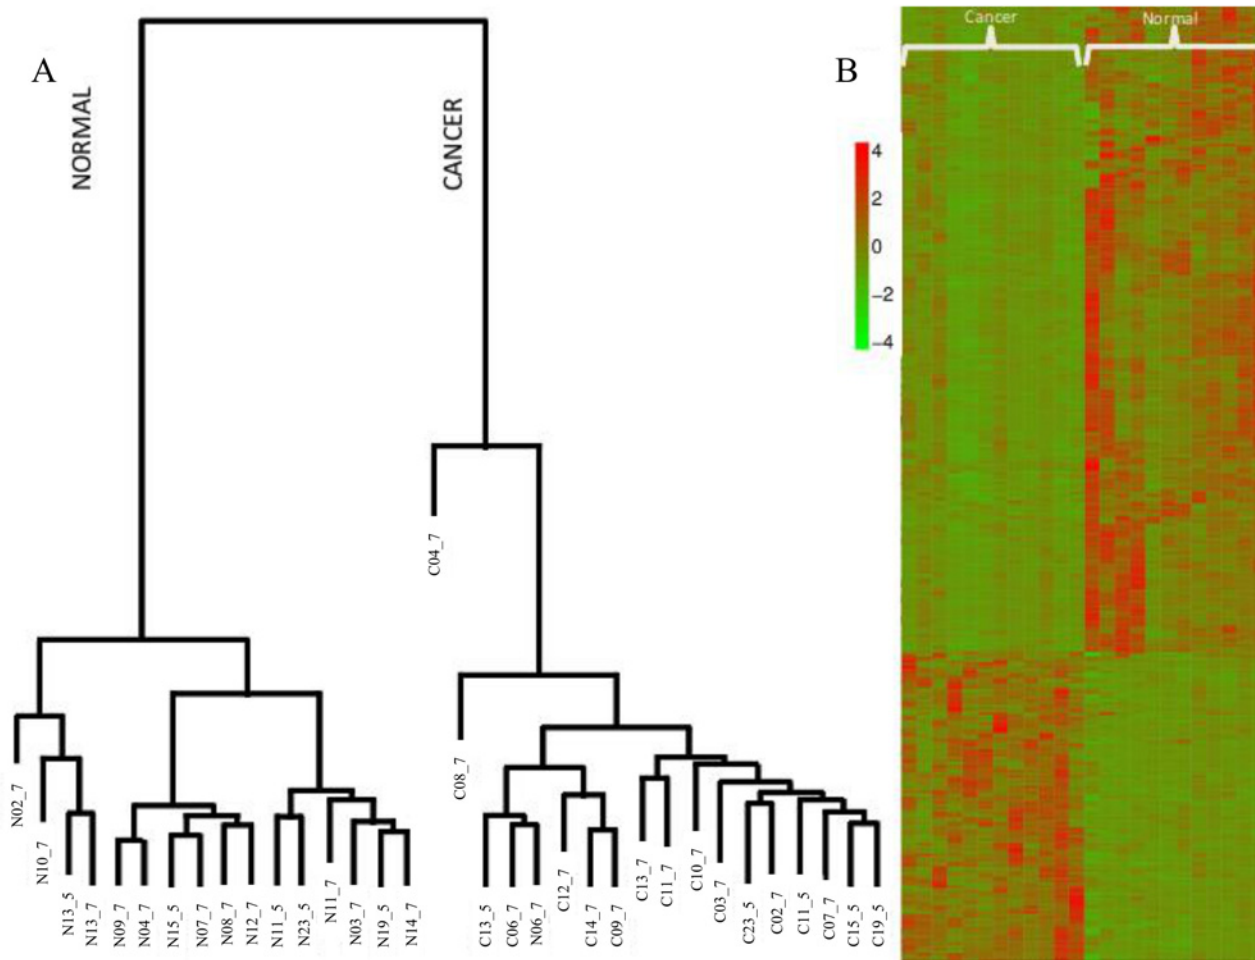 A
NORMAL
CANCER
B
Cancer
Normal
4
2
0
−2
−4
C04_7
N02_7
N10_7
N13_5
N13_7
N09_7
N04_7
N15_5
N07_7
N08_7
N12_7
N11_5
N23_5
N11_7
N03_7
N19_5
N14_7
C08_7
C13_5
C06_7
N06_7
C12_7
C14_7
C09_7
C13_7
C11_7
C10_7
C03_7
C23_5
C02_7
C11_5
C07_7
C15_5
C19_5